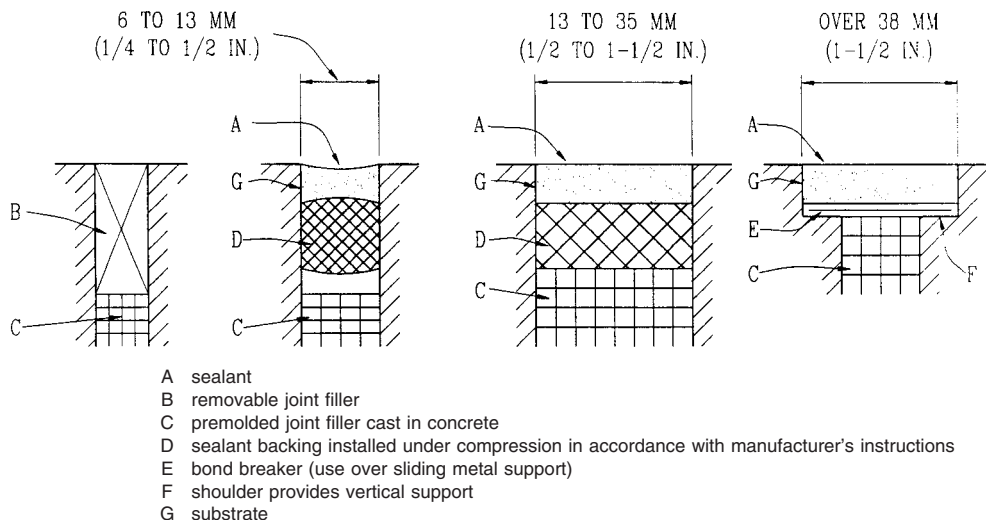 6 TO 13 MM
(1/4 TO 1/2 IN.)
13 TO 35 MM
(1/2 TO 1-1/2 IN.)
OVER 38 MM
(1-1/2 IN.)
A
A
A
G
G
G
B
D
D
E
C
C
C
C
F
A sealant
B removable joint filler
C premolded joint filler cast in concrete
D sealant backing installed under compression in accordance with manufacturer's instructions
E bond breaker (use over sliding metal support)
F shoulder provides vertical support
G substrate